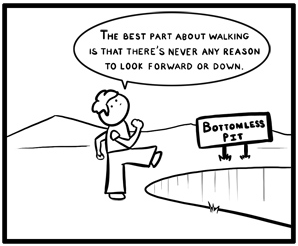 THE BEST PART ABOUT WALKING
IS THAT THERE'S NEVER ANY REASON
TO LOOK FORWARD OR DOWN.
BOTTOMLESS
PIT